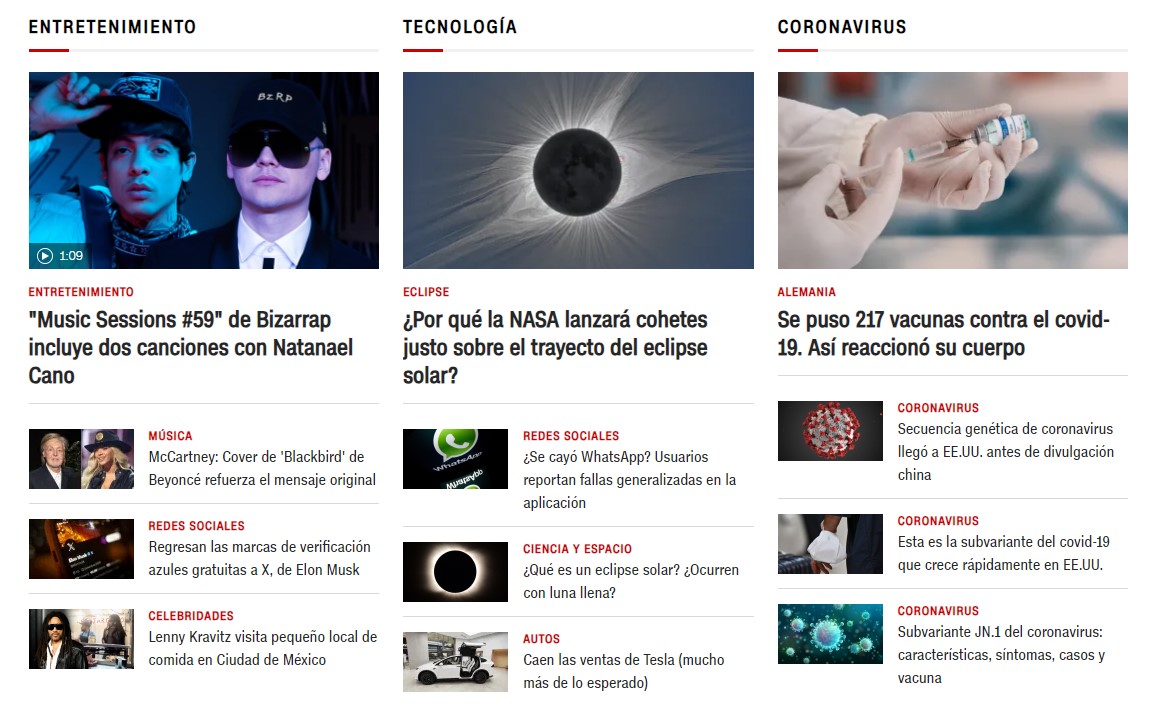 ENTRETENIMIENTO
BZRP
1:09
ENTRETENIMIENTO
"Music Sessions #59" de Bizarrap
incluye dos canciones con Natanael
Cano
MÚSICA
McCartney: Cover de 'Blackbird' de
Beyoncé refuerza el mensaje original
REDES SOCIALES
Regresan las marcas de verificación
azules gratuitas a X, de Elon Musk
CELEBRIDADES
Lenny Kravitz visita pequeño local de
comida en Ciudad de México
TECNOLOGÍA
ECLIPSE
¿Por qué la NASA lanzará cohetes
justo sobre el trayecto del eclipse
solar?
WhatsApp
WhatsApp
REDES SOCIALES
¿Se cayó WhatsApp? Usuarios
reportan fallas generalizadas en la
aplicación
CIENCIA Y ESPACIO
¿Qué es un eclipse solar? ¿Ocurren
con luna llena?
AUTOS
Caen las ventas de Tesla (mucho
más de lo esperado)
CORONAVIRUS
ALEMANIA
Se puso 217 vacunas contra el covid-
19. Así reaccionó su cuerpo
CORONAVIRUS
Secuencia genética de coronavirus
llegó a EE.UU. antes de divulgación
china
CORONAVIRUS
Esta es la subvariante del covid-19
que crece rápidamente en EE.UU.
CORONAVIRUS
Subvariante JN.1 del coronavirus:
características, síntomas, casos y
vacuna